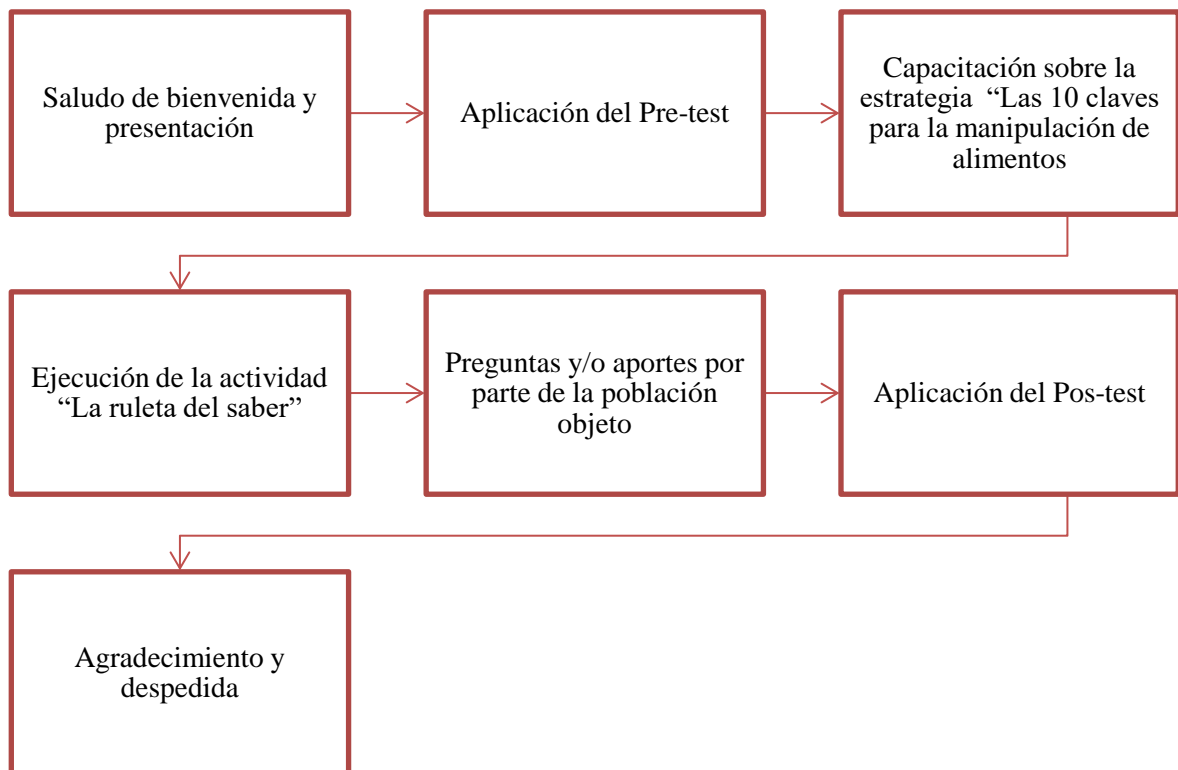 Saludo de bienvenida y
presentación
Aplicación del Pre-test
Capacitación sobre la
estrategia “Las 10 claves
para la manipulación de
alimentos
Ejecución de la actividad
“La ruleta del saber”
Preguntas y/o aportes por
parte de la población
objeto
Aplicación del Pos-test
Agradecimiento y
despedida